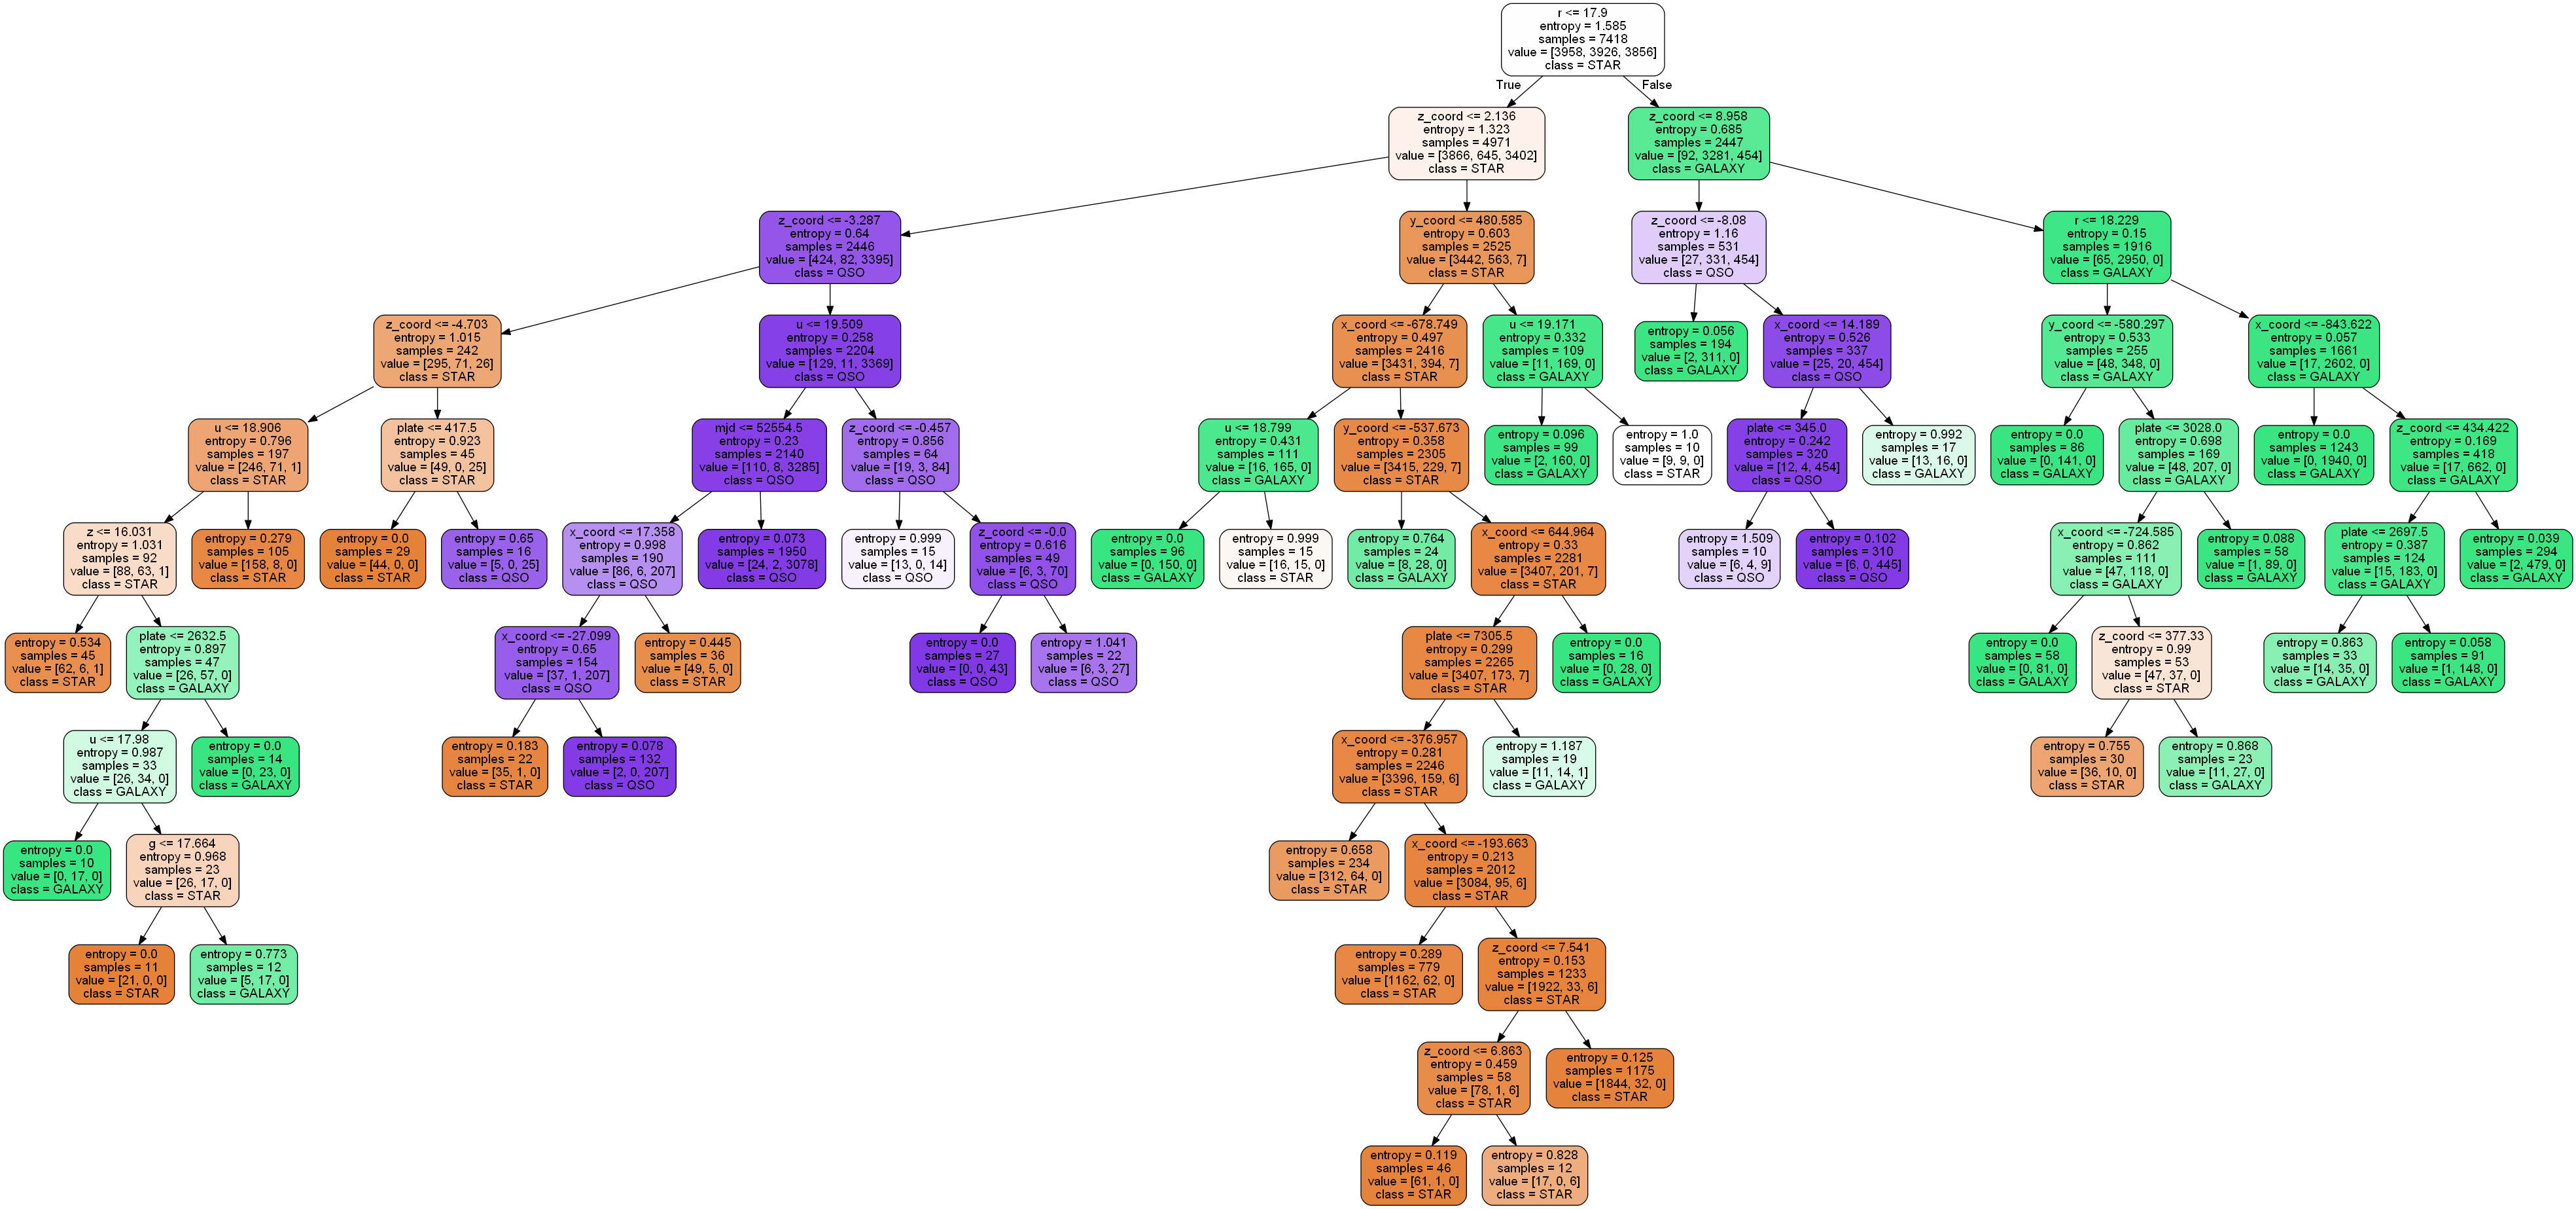 r <= 17.9
entropy = 1.585
samples = 7418
value = [3958, 3926, 3856]
class = STAR
True
False
z_coord <= 2.136
entropy = 1.323
samples = 4971
value = [3866, 645, 3402]
class = STAR
z_coord <= 8.958
entropy = 0.685
samples = 2447
value = [92, 3281, 454]
class = GALAXY
z_coord <= -3.287
entropy = 0.64
samples = 2446
value = [424, 82, 3395]
class = QSO
y_coord <= 480.585
entropy = 0.603
samples = 2525
value = [3442, 563, 7]
class = STAR
z_coord <= -8.08
entropy = 1.16
samples = 531
value = [27, 331, 454]
class = QSO
r <= 18.229
entropy = 0.15
samples = 1916
value = [65, 2950, 0]
class = GALAXY
z_coord <= -4.703
entropy = 1.015
samples = 242
value = [295, 71, 26]
class = STAR
u <= 19.509
entropy = 0.258
samples = 2204
value = [129, 11, 3369]
class = QSO
x_coord <= -678.749
entropy = 0.497
samples = 2416
value = [3431, 394, 7]
class = STAR
u <= 19.171
entropy = 0.332
samples = 109
value = [11, 169, 0]
class = GALAXY
entropy = 0.056
samples = 194
value = [2, 311, 0]
class = GALAXY
x_coord <= 14.189
entropy = 0.526
samples = 337
value = [25, 20, 454]
class = QSO
y_coord <= -580.297
entropy = 0.533
samples = 255
value = [48, 348, 0]
class = GALAXY
x_coord <= -843.622
entropy = 0.057
samples = 1661
value = [17, 2602, 0]
class = GALAXY
u <= 18.906
entropy = 0.796
samples = 197
value = [246, 71, 1]
class = STAR
plate <= 417.5
entropy = 0.923
samples = 45
value = [49, 0, 25]
class = STAR
mjd <= 52554.5
entropy = 0.23
samples = 2140
value = [110, 8, 3285]
class = QSO
z_coord <= -0.457
entropy = 0.856
samples = 64
value = [19, 3, 84]
class = QSO
u <= 18.799
entropy = 0.431
samples = 111
value = [16, 165, 0]
class = GALAXY
y_coord <= -537.673
entropy = 0.358
samples = 2305
value = [3415, 229, 7]
class = STAR
entropy = 0.096
samples = 99
value = [2, 160, 0]
class = GALAXY
entropy = 1.0
samples = 10
value = [9, 9, 0]
class = STAR
plate <= 345.0
entropy = 0.242
samples = 320
value = [12, 4, 454]
class = QSO
entropy = 0.992
samples = 17
value = [13, 16, 0]
class = GALAXY
entropy = 0.0
samples = 86
value = [0, 141, 0]
class = GALAXY
plate <= 3028.0
entropy = 0.698
samples = 169
value = [48, 207, 0]
class = GALAXY
entropy = 0.0
samples = 1243
value = [0, 1940, 0]
class = GALAXY
z_coord <= 434.422
entropy = 0.169
samples = 418
value = [17, 662, 0]
class = GALAXY
z <= 16.031
entropy = 1.031
samples = 92
value = [88, 63, 1]
class = STAR
entropy = 0.279
samples = 105
value = [158, 8, 0]
class = STAR
entropy = 0.0
samples = 29
value = [44, 0, 0]
class = STAR
entropy = 0.65
samples = 16
value = [5, 0, 25]
class = QSO
x_coord <= 17.358
entropy = 0.998
samples = 190
value = [86, 6, 207]
class = QSO
entropy = 0.073
samples = 1950
value = [24, 2, 3078]
class = QSO
entropy = 0.999
samples = 15
value = [13, 0, 14]
class = QSO
z_coord <= -0.0
entropy = 0.616
samples = 49
value = [6, 3, 70]
class = QSO
entropy = 0.0
samples = 96
value = [0, 150, 0]
class = GALAXY
entropy = 0.999
samples = 15
value = [16, 15, 0]
class = STAR
entropy = 0.764
samples = 24
value = [8, 28, 0]
class = GALAXY
x_coord <= 644.964
entropy = 0.33
samples = 2281
value = [3407, 201, 7]
class = STAR
entropy = 1.509
samples = 10
value = [6, 4, 9]
class = QSO
entropy = 0.102
samples = 310
value = [6, 0, 445]
class = QSO
x_coord <= -724.585
entropy = 0.862
samples = 111
value = [47, 118, 0]
class = GALAXY
entropy = 0.088
samples = 58
value = [1, 89, 0]
class = GALAXY
plate <= 2697.5
entropy = 0.387
samples = 124
value = [15, 183, 0]
class = GALAXY
entropy = 0.039
samples = 294
value = [2, 479, 0]
class = GALAXY
entropy = 0.534
samples = 45
value = [62, 6, 1]
class = STAR
plate <= 2632.5
entropy = 0.897
samples = 47
value = [26, 57, 0]
class = GALAXY
x_coord <= -27.099
entropy = 0.65
samples = 154
value = [37, 1, 207]
class = QSO
entropy = 0.445
samples = 36
value = [49, 5, 0]
class = STAR
entropy = 0.0
samples = 27
value = [0, 0, 43]
class = QSO
entropy = 1.041
samples = 22
value = [6, 3, 27]
class = QSO
plate <= 7305.5
entropy = 0.299
samples = 2265
value = [3407, 173, 7]
class = STAR
entropy = 0.0
samples = 16
value = [0, 28, 0]
class = GALAXY
entropy = 0.0
samples = 58
value = [0, 81, 0]
class = GALAXY
z_coord <= 377.33
entropy = 0.99
samples = 53
value = [47, 37, 0]
class = STAR
entropy = 0.863
samples = 33
value = [14, 35, 0]
class = GALAXY
entropy = 0.058
samples = 91
value = [1, 148, 0]
class = GALAXY
u <= 17.98
entropy = 0.987
samples = 33
value = [26, 34, 0]
class = GALAXY
entropy = 0.0
samples = 14
value = [0, 23, 0]
class = GALAXY
entropy = 0.183
samples = 22
value = [35, 1, 0]
class = STAR
entropy = 0.078
samples = 132
value = [2, 0, 207]
class = QSO
x_coord <= -376.957
entropy = 0.281
samples = 2246
value = [3396, 159, 6]
class = STAR
entropy = 1.187
samples = 19
value = [11, 14, 1]
class = GALAXY
entropy = 0.755
samples = 30
value = [36, 10, 0]
class = STAR
entropy = 0.868
samples = 23
value = [11, 27, 0]
class = GALAXY
entropy = 0.0
samples = 10
value = [0, 17, 0]
class = GALAXY
g <= 17.664
entropy = 0.968
samples = 23
value = [26, 17, 0]
class = STAR
entropy = 0.658
samples = 234
value = [312, 64, 0]
class = STAR
x_coord <= -193.663
entropy = 0.213
samples = 2012
value = [3084, 95, 6]
class = STAR
entropy = 0.0
samples = 11
value = [21, 0, 0]
class = STAR
entropy = 0.773
samples = 12
value = [5, 17, 0]
class = GALAXY
entropy = 0.289
samples = 779
value = [1162, 62, 0]
class = STAR
z_coord <= 7.541
entropy = 0.153
samples = 1233
value = [1922, 33, 6]
class = STAR
z_coord <= 6.863
entropy = 0.459
samples = 58
value = [78, 1, 6]
class = STAR
entropy = 0.125
samples = 1175
value = [1844, 32, 0]
class = STAR
entropy = 0.119
samples = 46
value = [61, 1, 0]
class = STAR
entropy = 0.828
samples = 12
value = [17, 0, 6]
class = STAR